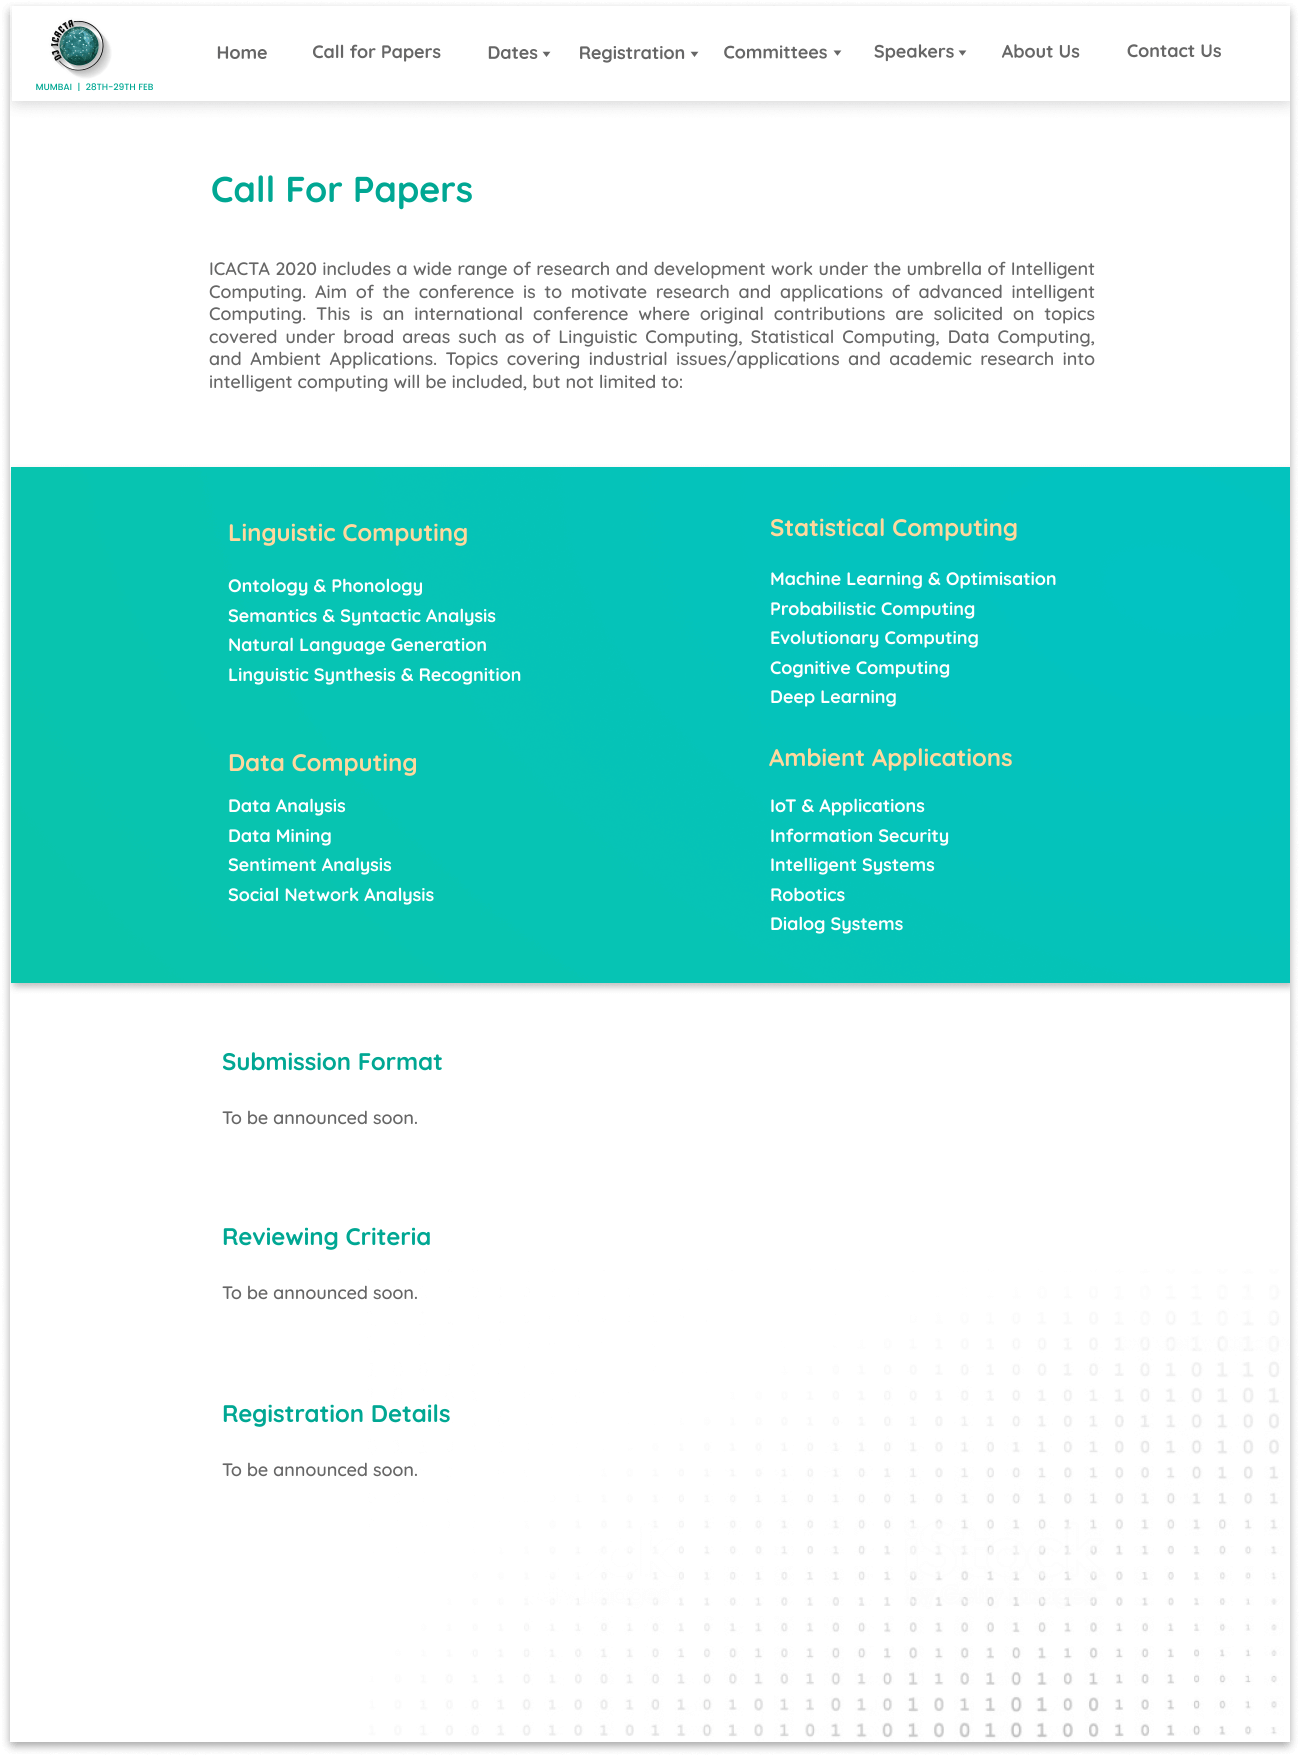 DJ ICACTA
MUMBAI | 28TH-29TH FEB
Home
Call for Papers
Dates
Registration
Committees
Speakers
About Us
Contact Us
Call For Papers
ICACTA 2020 includes a wide range of research and development work under the umbrella of Intelligent
Computing. Aim of the conference is to motivate research and applications of advanced intelligent
Computing. This is an international conference where original contributions are solicited on topics
covered under broad areas such as of Linguistic Computing, Statistical Computing, Data Computing,
and Ambient Applications. Topics covering industrial issues/applications and academic research into
intelligent computing will be included, but not limited to:
Linguistic Computing
Ontology & Phonology
Semantics & Syntactic Analysis
Natural Language Generation
Linguistic Synthesis & Recognition
Statistical Computing
Machine Learning & Optimisation
Probabilistic Computing
Evolutionary Computing
Cognitive Computing
Deep Learning
Data Computing
Data Analysis
Data Mining
Sentiment Analysis
Social Network Analysis
Ambient Applications
IoT & Applications
Information Security
Intelligent Systems
Robotics
Dialog Systems
Submission Format
To be announced soon.
Reviewing Criteria
To be announced soon.
Registration Details
To be announced soon.